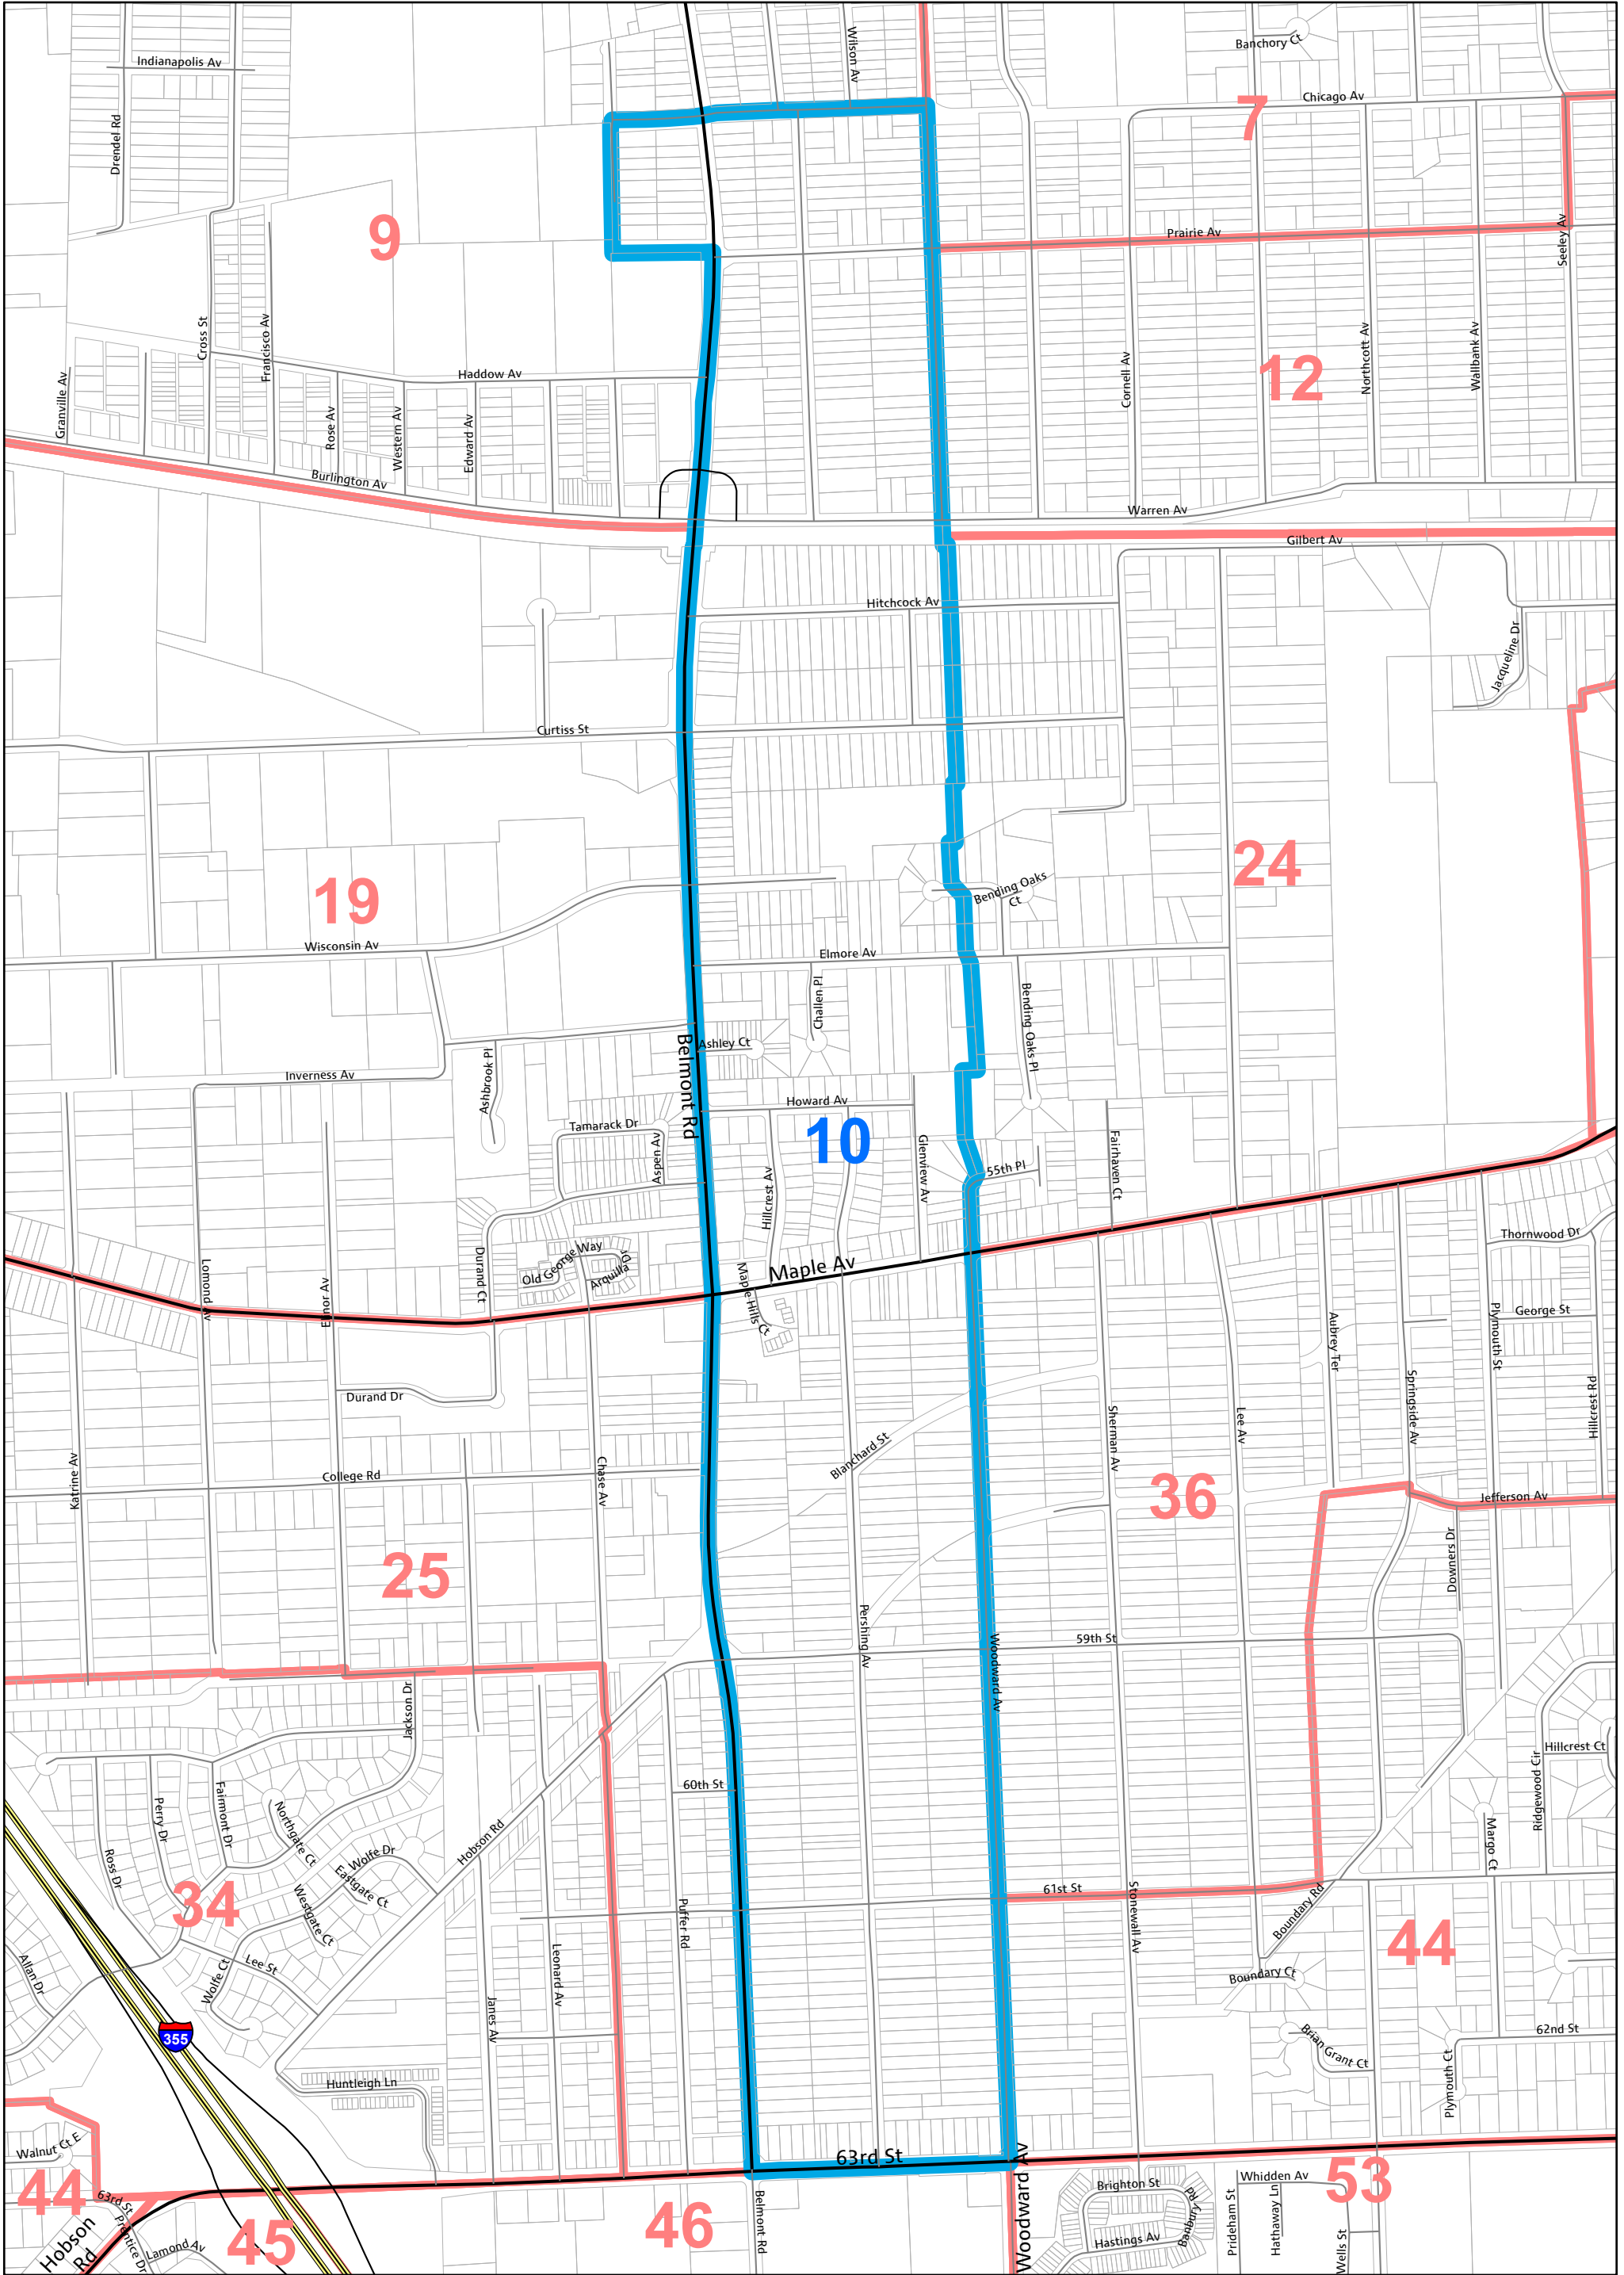 Indianapolis Av
Drendel Rd
Wilson Av
Banchory Ct
Chicago Av
7
9
Prairie Av
Seeley Av
Cross St
Francisco Av
Haddow Av
Granville Av
Rose Av
Western Av
Edward Av
Burlington Av
Cornell Av
12
Northcott Av
Wallbank Av
Warren Av
Gilbert Av
Hitchcock Av
Jacqueline Dr
Curtiss St
19
24
Bending Oaks
Ct
Wisconsin Av
Elmore Av
Challen Pl
Bending Oaks Pl
Belmont Rd
Ashley Ct
Ashbrook Pl
Inverness Av
Howard Av
10
Tamarack Dr
Aspen Av
Hillcrest Av
Glenview Av
55th Pl
Fairhaven Ct
Thornwood Dr
Lomond Av
Elinor Av
Durand Ct
Old George Way
Arquilla Dr
Maple Hills Ct
Maple Av
Aubrey Ter
Plymouth St
George St
Durand Dr
Springside Av
Hillcrest Rd
Katrine Av
College Rd
Chase Av
Blanchard St
Sherman Av
Lee Av
36
Jefferson Av
25
Downers Dr
Pershing Av
Woodward Av
59th St
Jackson Dr
Hillcrest Ct
Ridgewood Cir
Perry Dr
Fairmont Dr
Northgate Ct
Wolfe Dr
Eastgate Ct
Hobson Rd
60th St
Margo Ct
Ross Dr
34
Westgate Ct
61st St
Stonewall Av
Boundary Rd
44
Puffer Rd
Allan Dr
Wolfe Ct
Lee St
Leonard Av
Janes Av
Boundary Ct
355
Brian Grant Ct
62nd St
Plymouth Ct
Huntleigh Ln
Walnut Ct E
44
63rd St
Prentice Dr
Hobson
Rd
Lamond Av
45
46
63rd St
Belmont Rd
Woodward Av
Brighton St
Banbury Rd
Hastings Av
Whidden Av
Prideham St
Hathaway Ln
Wells St
53